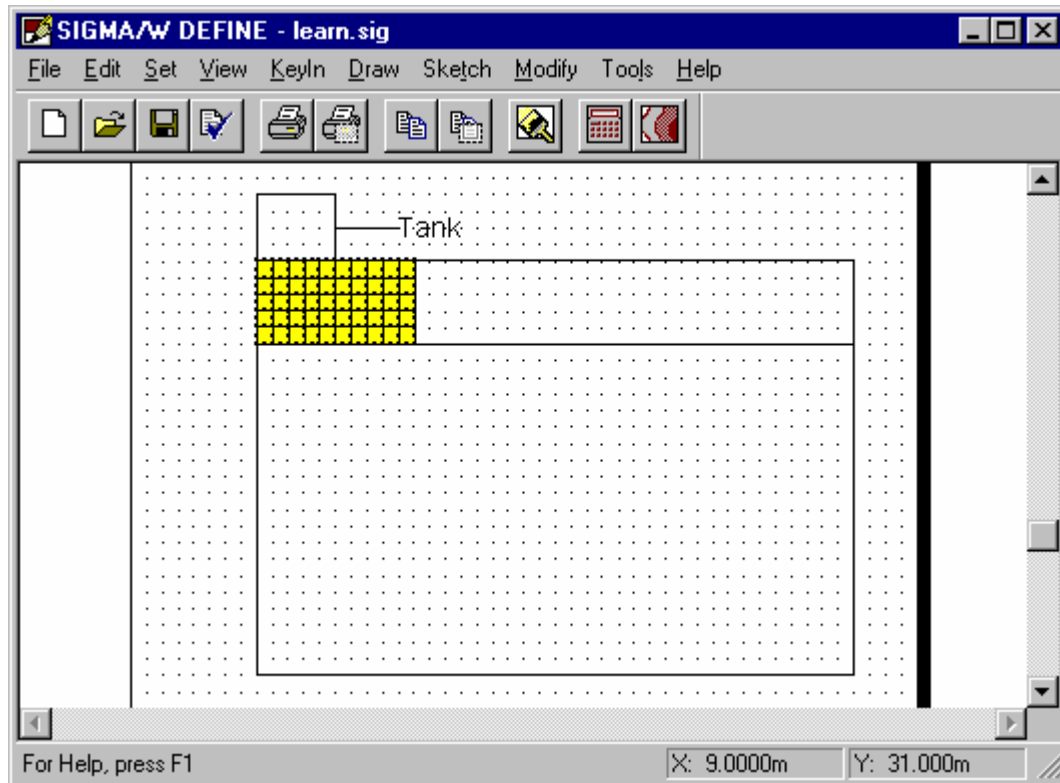 SIGMA/W DEFINE - learn.sig
File Edit Set View KeyIn Draw Sketch Modify Tools Help
Tank
For Help, press F1 X: 9.0000m Y: 31.000m